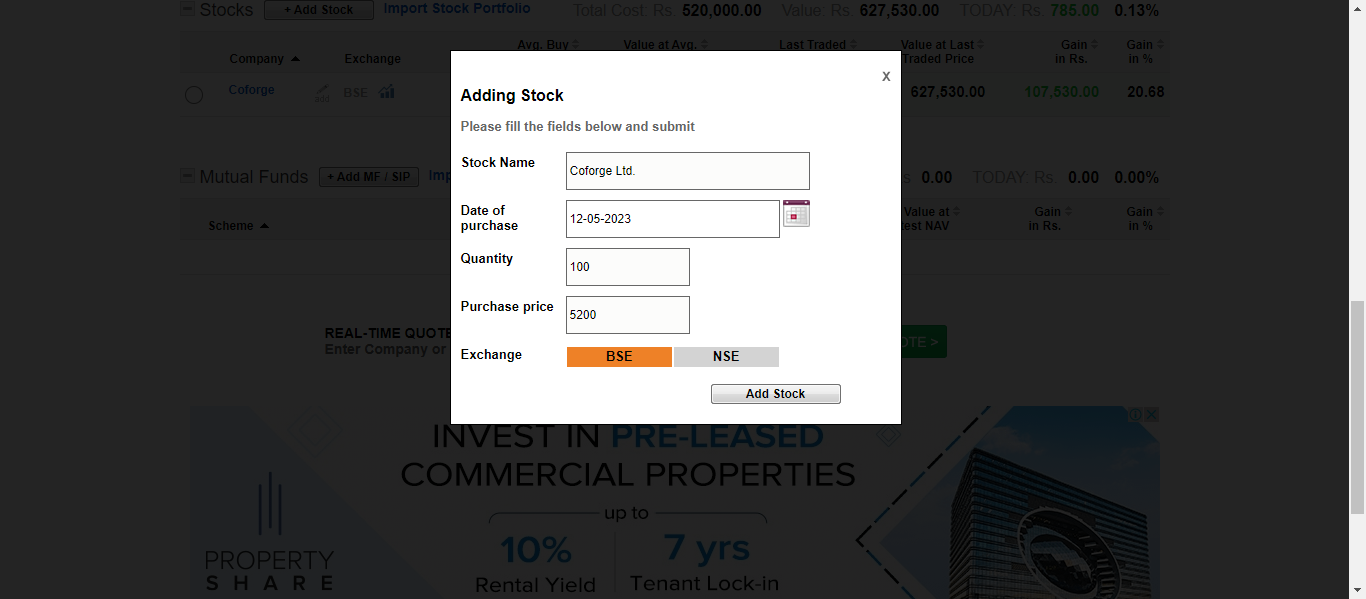 Stocks + Add Stock Import Stock Portfolio Total Cost: Rs. 520,000.00 Value: Rs. 627,530.00 TODAY: Rs. 785.00 0.13%
Avg. Buy Value at Avg. Last Traded Value at Last Gain Gain
Company Exchange Traded Price in Rs. in %
Coforge add BSE 627,530.00 107,530.00 20.68
x
Adding Stock
Please fill the fields below and submit
Stock Name Coforge Ltd.
Date of
purchase 12-05-2023
Quantity 100
Purchase price 5200
Exchange BSE NSE
Add Stock
Mutual Funds + Add MF / SIP 0.00 TODAY: Rs. 0.00 0.00%
Value at Gain Gain
Scheme NAV in Rs. in %
REAL-TIME QUOTE
Enter Company or
INVEST IN PRE-LEASED
COMMERCIAL PROPERTIES
up to
10% 7 yrs
Rental Yield Tenant Lock-in
PROPERTY
SHARE